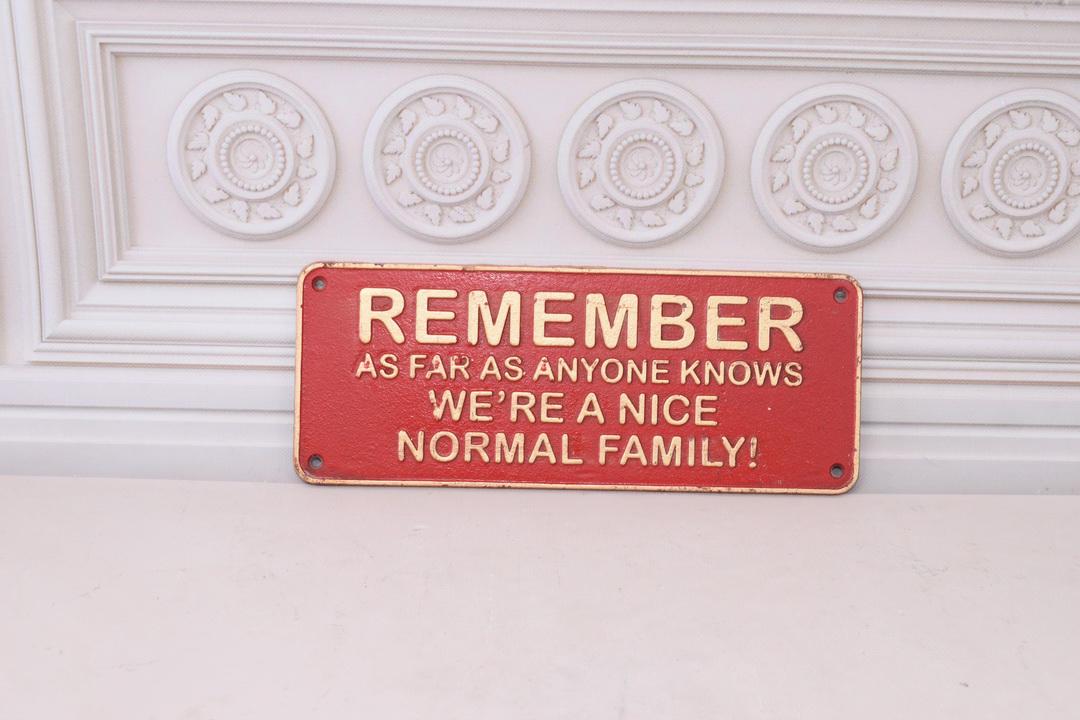 REMEMBER
AS FAR AS ANYONE KNOWS
WE'RE A NICE
NORMAL FAMILY!